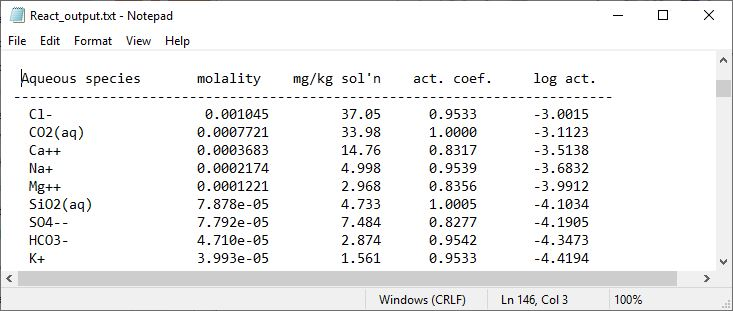 React_output.txt - Notepad
File Edit Format View Help
Aqueous species molality mg/kg sol'n act. coef. log act.
---------------------------------------------------------------------------
Cl- 0.001045 37.05 0.9533 -3.0015
CO2(aq) 0.0007721 33.98 1.0000 -3.1123
Ca++ 0.0003683 14.76 0.8317 -3.5138
Na+ 0.0002174 4.998 0.9539 -3.6832
Mg++ 0.0001221 2.968 0.8356 -3.9912
SiO2(aq) 7.878e-05 4.733 1.0005 -4.1034
SO4-- 7.792e-05 7.484 0.8277 -4.1905
HCO3- 4.710e-05 2.874 0.9542 -4.3473
K+ 3.993e-05 1.561 0.9533 -4.4194
Windows (CRLF) Ln 146, Col 3 100%